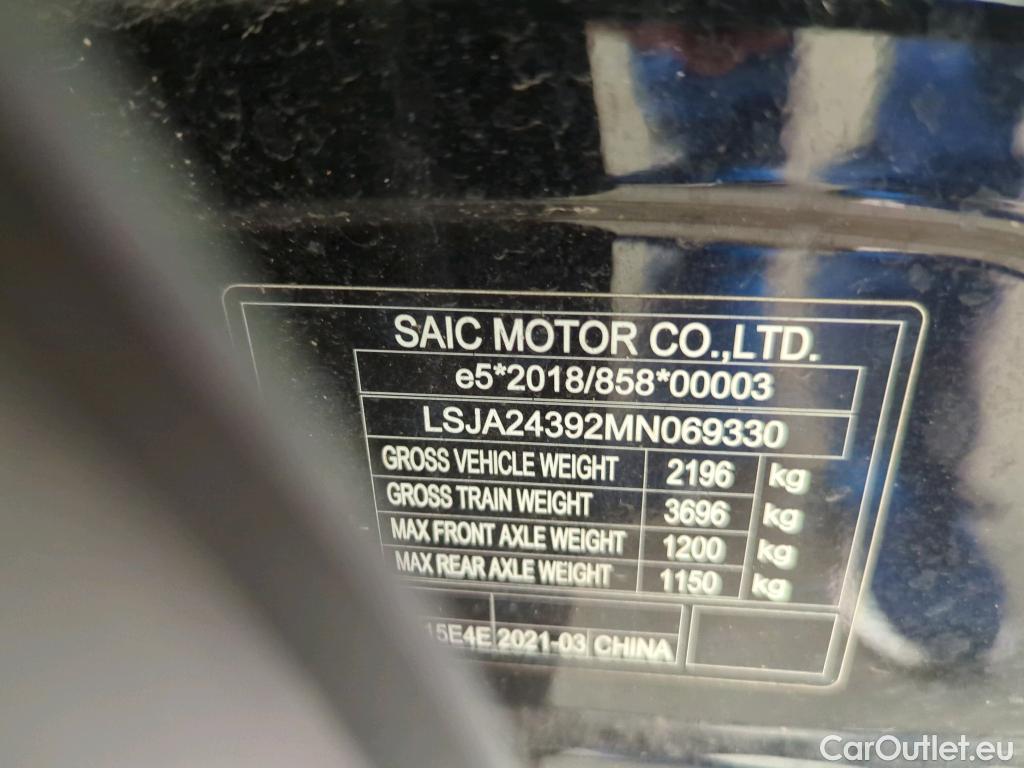 SAIC MOTOR CO.,LTD.
e5*2018/858*00003
LSJA24392MN069330
GROSS VEHICLE WEIGHT 2196 kg
GROSS TRAIN WEIGHT 3696 kg
MAX FRONT AXLE WEIGHT 1200 kg
MAX REAR AXLE WEIGHT 1150 kg
15E4E 2021-03 CHINA
CarOutlet.eu